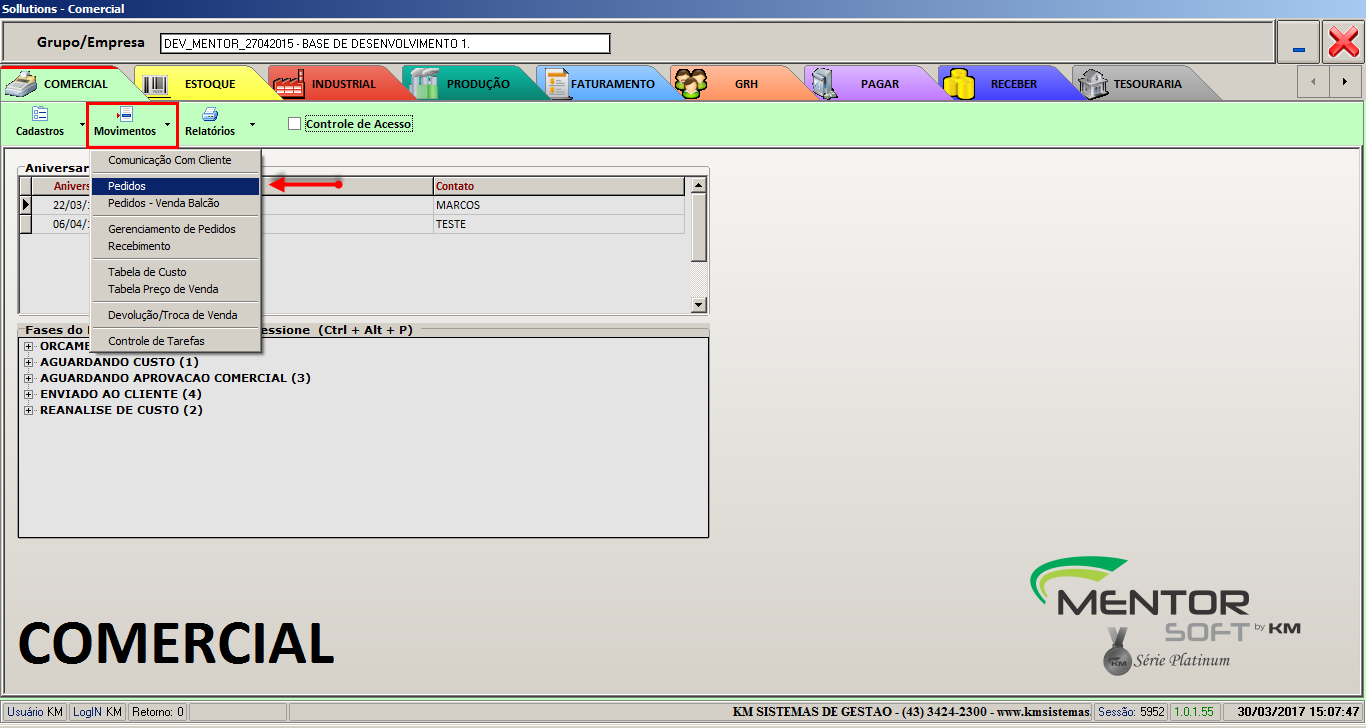 Sollutions - Comercial
Grupo/Empresa DEV_MENTOR_27042015 - BASE DE DESENVOLVIMENTO 1.
COMERCIAL ESTOQUE INDUSTRIAL PRODUÇÃO FATURAMENTO GRH PAGAR RECEBER TESOURARIA
Cadastros Movimentos Relatórios Controle de Acesso
Comunicação Com Cliente
Pedidos
Pedidos - Venda Balcão
Gerenciamento de Pedidos
Recebimento
Tabela de Custo
Tabela Preço de Venda
Devolução/Troca de Venda
Controle de Tarefas
Aniversar
Anivers Contato
22/03/ MARCOS
06/04/ TESTE
Fases do essione (Ctrl + Alt + P)
ORCAME
AGUARDANDO CUSTO (1)
AGUARDANDO APROVACAO COMERCIAL (3)
ENVIADO AO CLIENTE (4)
REANALISE DE CUSTO (2)
COMERCIAL
MENTOR
SOFT by KM
KM Série Platinum
Usuário KM LogIN KM Retorno: 0 KM SISTEMAS DE GESTAO - (43) 3424-2300 - www.kmsistemas. Sessão: 5952 1.0.1.55 30/03/2017 15:07:47